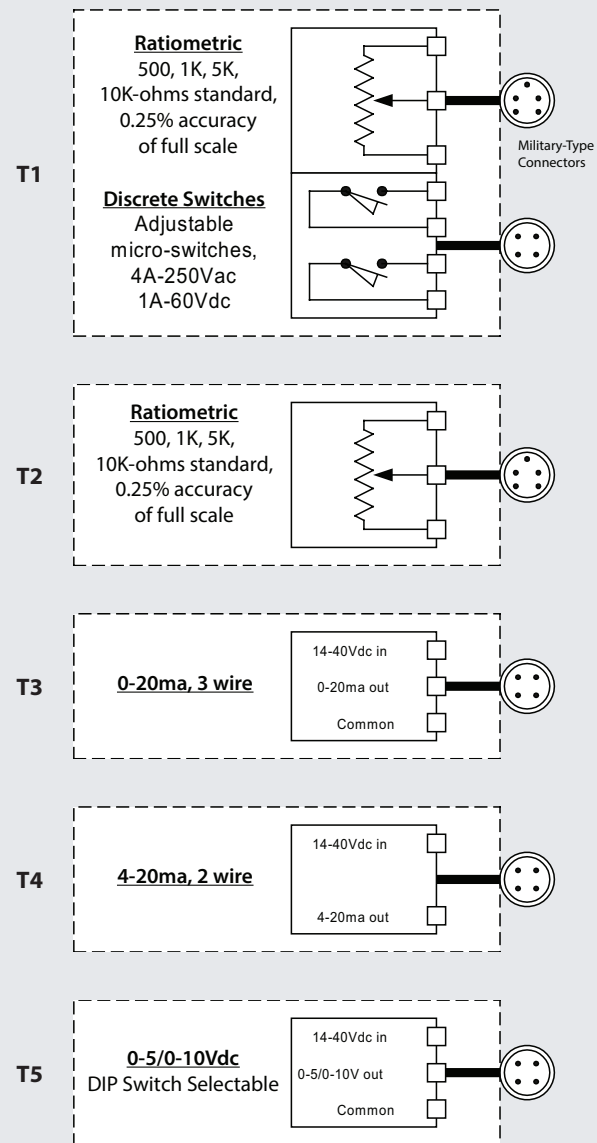 T1
Ratiometric
500, 1K, 5K,
10K-ohms standard,
0.25% accuracy
of full scale
Military-Type
Connectors
Discrete Switches
Adjustable
micro-switches,
4A-250Vac
1A-60Vdc
T2
Ratiometric
500, 1K, 5K,
10K-ohms standard,
0.25% accuracy
of full scale
T3
0-20ma, 3 wire
14-40Vdc in
0-20ma out
Common
T4
4-20ma, 2 wire
14-40Vdc in
4-20ma out
T5
0-5/0-10Vdc
DIP Switch Selectable
14-40Vdc in
0-5/0-10V out
Common